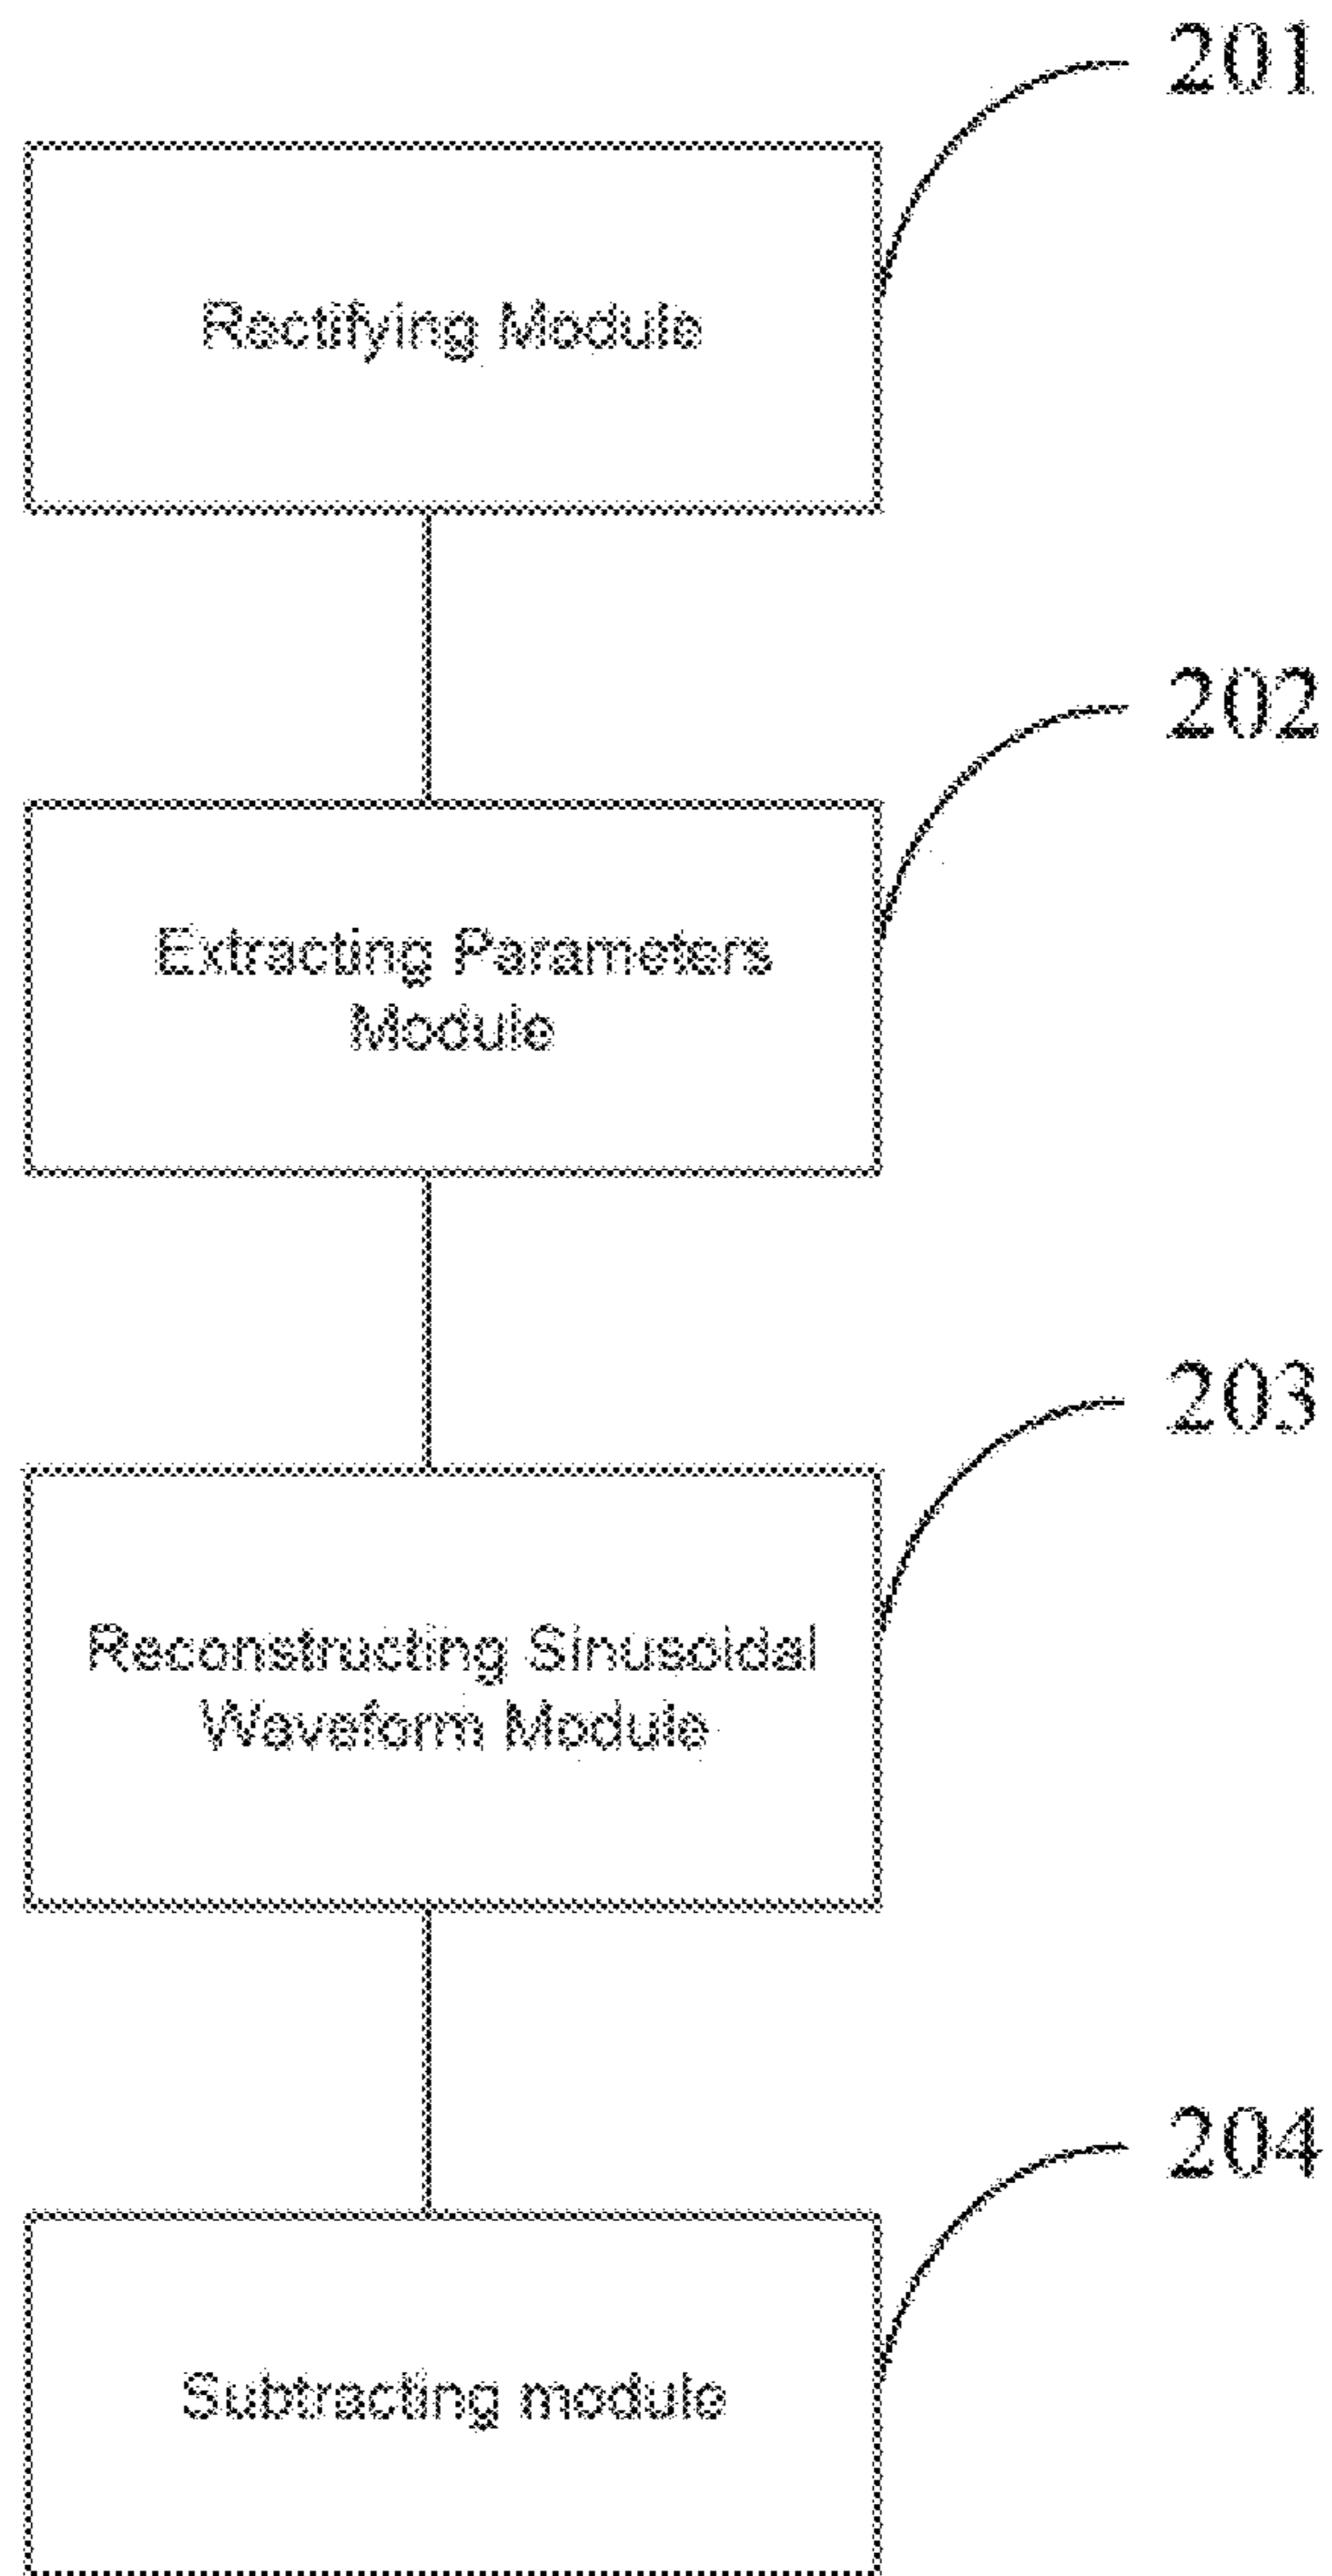 201
Rectifying Module
202
Extracting Parameters
Module
203
Reconstructing Sinusoidal
Waveform Module
204
Subtracting module